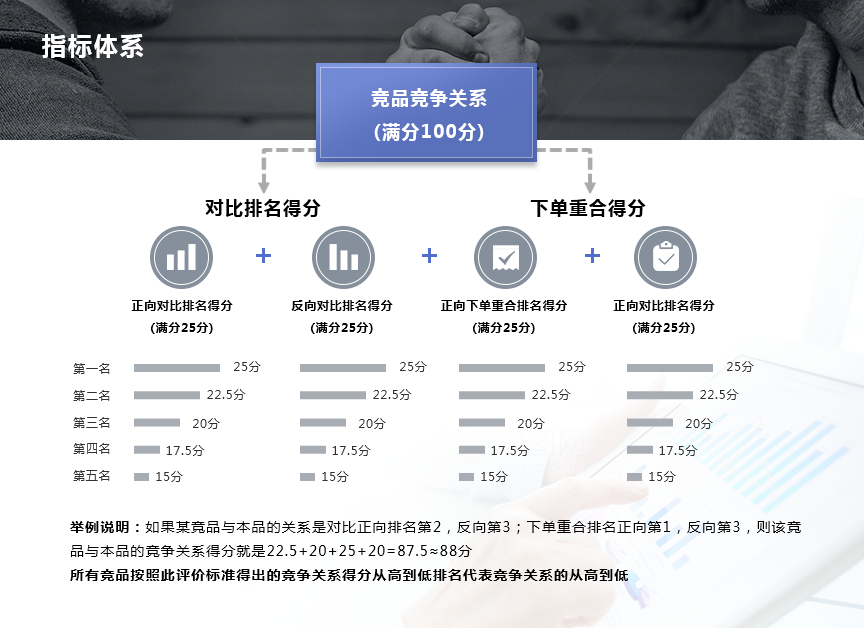 指标体系
竞品竞争关系
(满分100分)
对比排名得分
下单重合得分
正向对比排名得分
(满分25分)
反向对比排名得分
(满分25分)
正向下单重合排名得分
(满分25分)
正向对比排名得分
(满分25分)
第一名 25分 25分 25分 25分
第二名 22.5分 22.5分 22.5分 22.5分
第三名 20分 20分 20分 20分
第四名 17.5分 17.5分 17.5分 17.5分
第五名 15分 15分 15分 15分
举例说明：如果某竞品与本品的关系是对比正向排名第2，反向第3；下单重合排名正向第1，反向第3，则该竞
品与本品的竞争关系得分就是22.5+20+25+20=87.5≈88分
所有竞品按照此评价标准得出的竞争关系得分从高到低排名代表竞争关系的从高到低